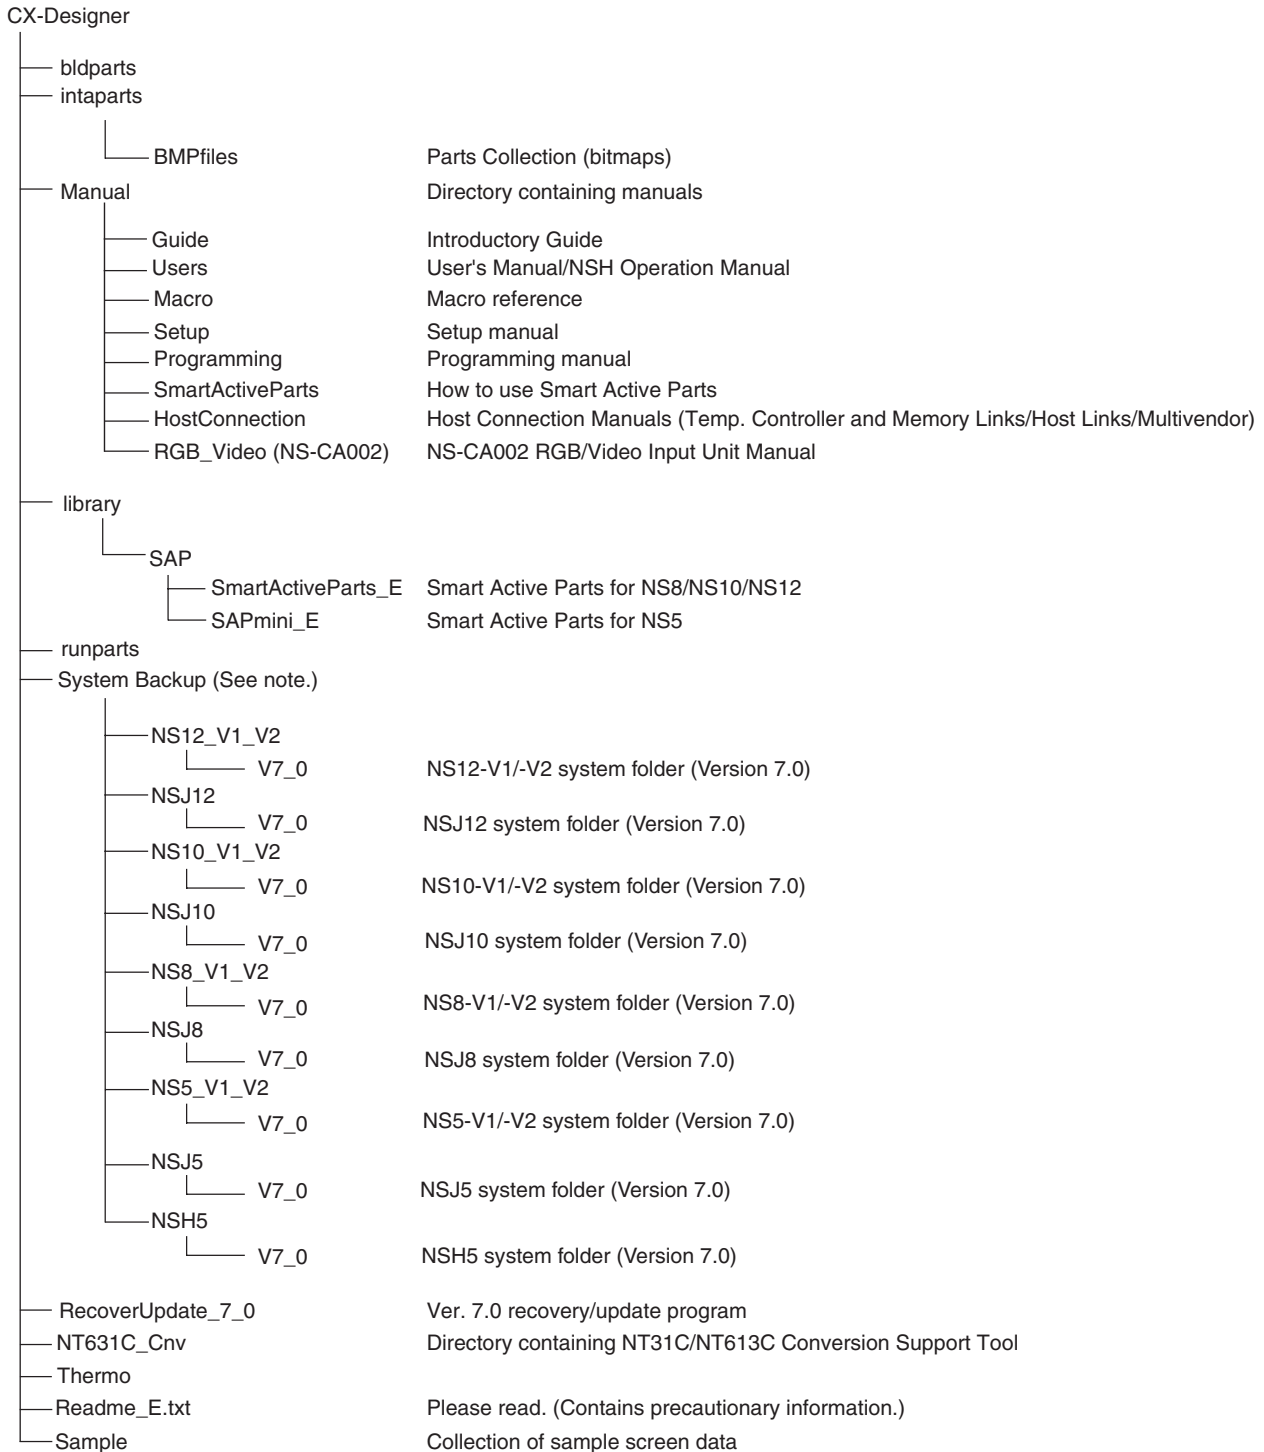 CX-Designer
bldparts
intaparts
BMPfiles Parts Collection (bitmaps)
Manual Directory containing manuals
Guide Introductory Guide
Users User's Manual/NSH Operation Manual
Macro Macro reference
Setup Setup manual
Programming Programming manual
SmartActiveParts How to use Smart Active Parts
HostConnection Host Connection Manuals (Temp. Controller and Memory Links/Host Links/Multivendor)
RGB_Video (NS-CA002) NS-CA002 RGB/Video Input Unit Manual
library
SAP
SmartActiveParts_E Smart Active Parts for NS8/NS10/NS12
SAPmini_E Smart Active Parts for NS5
runparts
System Backup (See note.)
NS12_V1_V2
V7_0 NS12-V1/-V2 system folder (Version 7.0)
NSJ12
V7_0 NSJ12 system folder (Version 7.0)
NS10_V1_V2
V7_0 NS10-V1/-V2 system folder (Version 7.0)
NSJ10
V7_0 NSJ10 system folder (Version 7.0)
NS8_V1_V2
V7_0 NS8-V1/-V2 system folder (Version 7.0)
NSJ8
V7_0 NSJ8 system folder (Version 7.0)
NS5_V1_V2
V7_0 NS5-V1/-V2 system folder (Version 7.0)
NSJ5
V7_0 NSJ5 system folder (Version 7.0)
NSH5
V7_0 NSH5 system folder (Version 7.0)
RecoverUpdate_7_0 Ver. 7.0 recovery/update program
NT631C_Cnv Directory containing NT31C/NT613C Conversion Support Tool
Thermo
Readme_E.txt Please read. (Contains precautionary information.)
Sample Collection of sample screen data